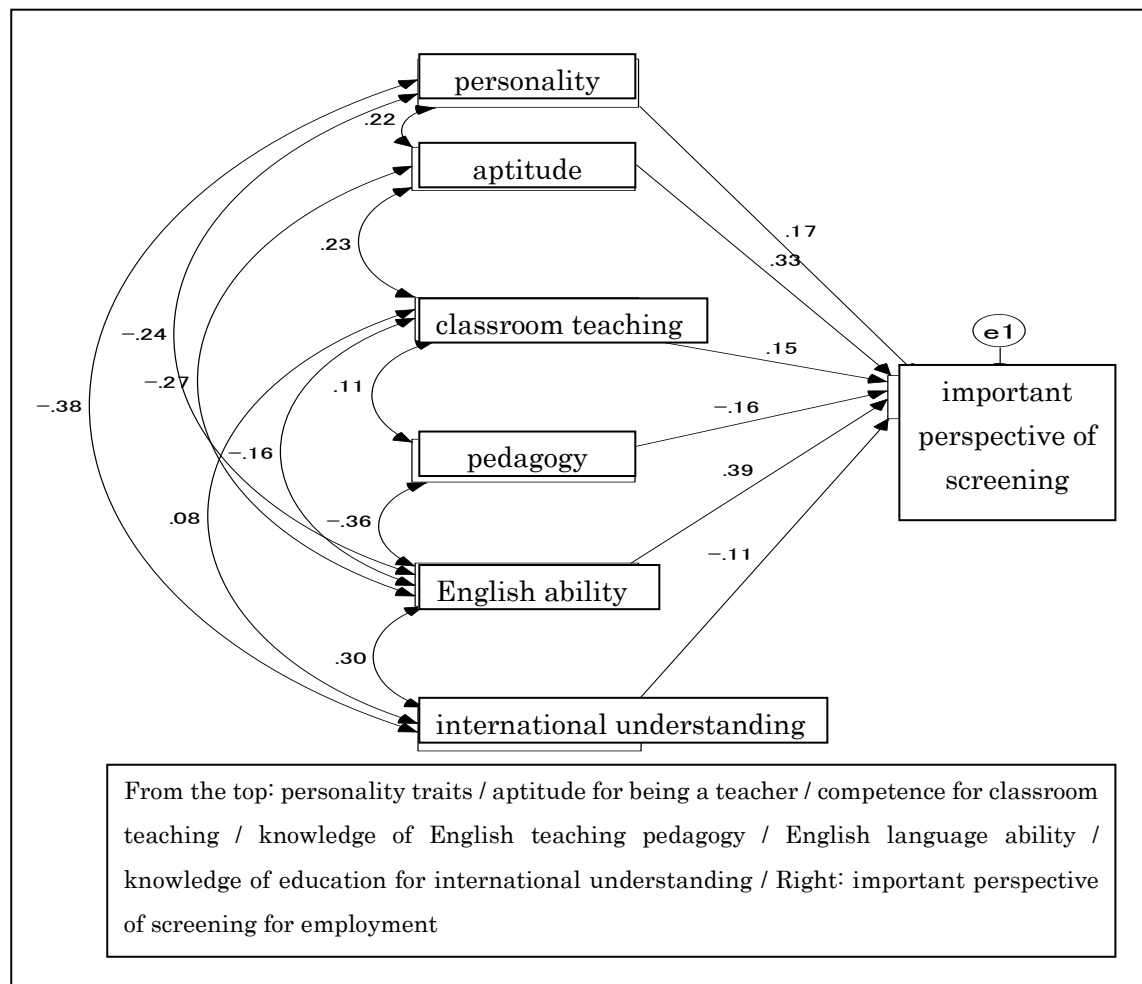 personality
.22
aptitude
.17
.33
.23
classroom teaching
e1
-.24
.15
-.27
.11
-.38
-.16
important
perspective of
screening
pedagogy
-.16
.39
.08
-.36
-.11
English ability
.30
international understanding
From the top: personality traits / aptitude for being a teacher / competence for classroom
teaching / knowledge of English teaching pedagogy / English language ability /
knowledge of education for international understanding / Right: important perspective
of screening for employment